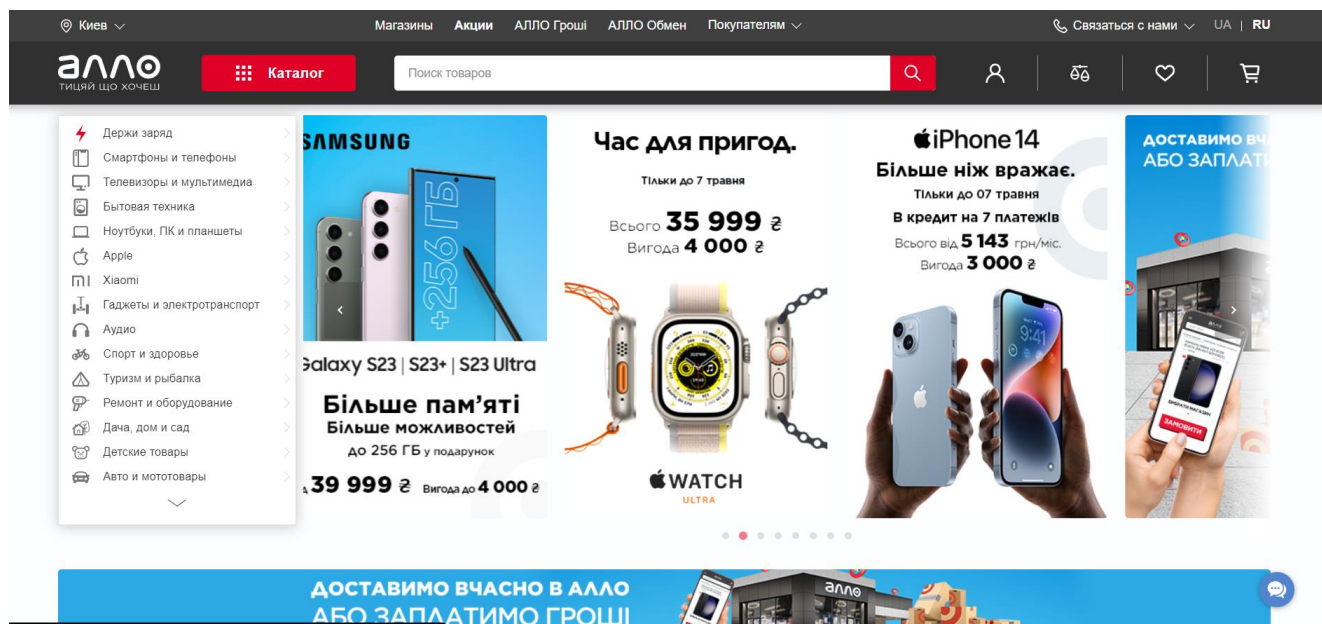 Киев
Магазины
Акции
АЛЛО Гроші
АЛЛО Обмен
Покупателям
Связаться с нами
UA | RU
алло
тицяй що хочеш
Каталог
Поиск товаров
Держи заряд
Смартфоны и телефоны
Телевизоры и мультимедиа
Бытовая техника
Ноутбуки, ПК и планшеты
Apple
Xiaomi
Гаджеты и электротранспорт
Аудио
Спорт и здоровье
Туризм и рыбалка
Ремонт и оборудование
Дача, дом и сад
Детские товары
Авто и мототовары
SAMSUNG
+256 ГБ
Galaxy S23 | S23+ | S23 Ultra
Більше пам’яті
Більше можливостей
до 256 ГБ у подарунок
39 999 ₴ Вигода до 4 000 ₴
Час для пригод.
Тільки до 7 травня
Всього 35 999 ₴
Вигода 4 000 ₴
WATCH
ULTRA
iPhone 14
Більше ніж вражає.
Тільки до 07 травня
В кредит на 7 платежів
Всього від 5 143 грн/міс.
Вигода 3 000 ₴
9:41
ДОСТАВИМО ВЧ
АБО ЗАПЛАТИ
ЗАМОВИТИ
ДОСТАВИМО ВЧАСНО В АЛЛО
АБО ЗАПЛАТИМО ГРОШІ
алло